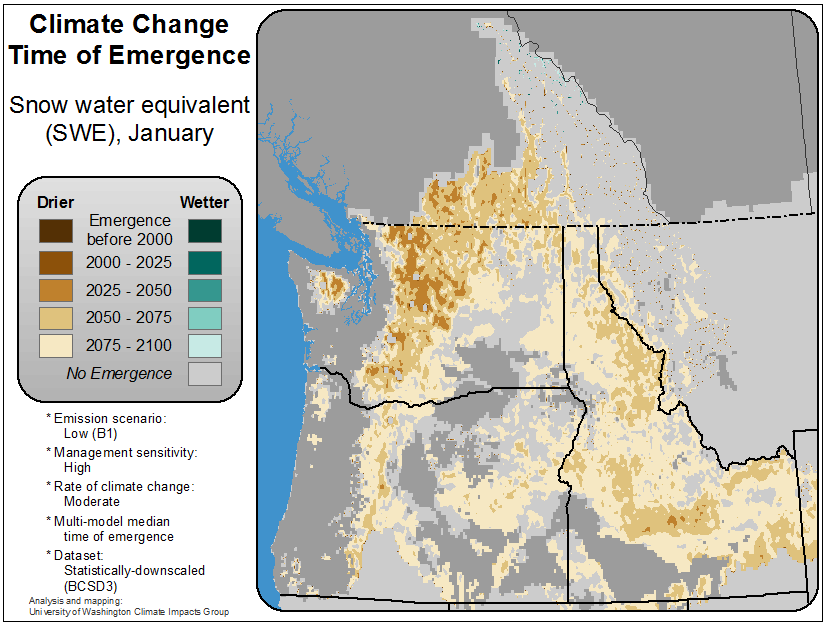 Climate Change
Time of Emergence
Snow water equivalent
(SWE), January
Drier
Wetter
Emergence
before 2000
2000 - 2025
2025 - 2050
2050 - 2075
2075 - 2100
No Emergence
* Emission scenario:
Low (B1)
* Management sensitivity:
High
* Rate of climate change:
Moderate
* Multi-model median
time of emergence
* Dataset:
Statistically-downscaled
(BCSD3)
Analysis and mapping:
University of Washington Climate Impacts Group